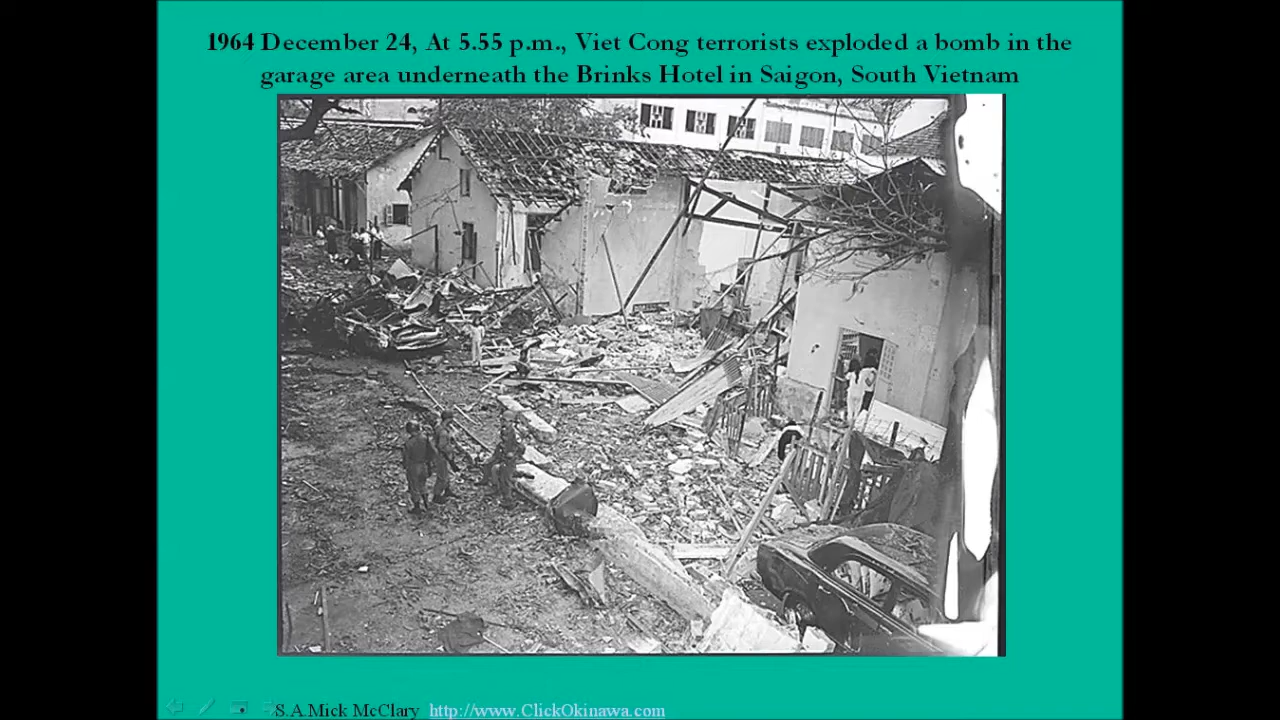 1964 December 24, At 5.55 p.m., Viet Cong terrorists exploded a bomb in the
garage area underneath the Brinks Hotel in Saigon, South Vietnam
S.A.Mick McClary http://www.ClickOkinawa.com